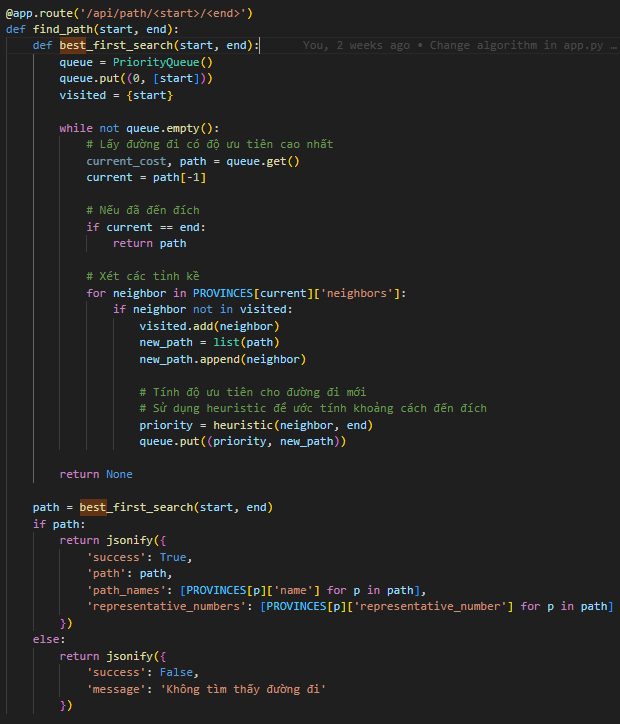 @app.route('/api/path/<start>/<end>')
def find_path(start, end):
    def best_first_search(start, end):    You, 2 weeks ago • Change algorithm in app.py …
        queue = PriorityQueue()
        queue.put((0, [start]))
        visited = {start}

        while not queue.empty():
            # Lấy đường đi có độ ưu tiên cao nhất
            current_cost, path = queue.get()
            current = path[-1]

            # Nếu đã đến đích
            if current == end:
                return path

            # Xét các tỉnh kề
            for neighbor in PROVINCES[current]['neighbors']:
                if neighbor not in visited:
                    visited.add(neighbor)
                    new_path = list(path)
                    new_path.append(neighbor)

                    # Tính độ ưu tiên cho đường đi mới
                    # Sử dụng heuristic để ước tính khoảng cách đến đích
                    priority = heuristic(neighbor, end)
                    queue.put((priority, new_path))

        return None

    path = best_first_search(start, end)
    if path:
        return jsonify({
            'success': True,
            'path': path,
            'path_names': [PROVINCES[p]['name'] for p in path],
            'representative_numbers': [PROVINCES[p]['representative_number'] for p in path]
        })
    else:
        return jsonify({
            'success': False,
            'message': 'Không tìm thấy đường đi'
        })